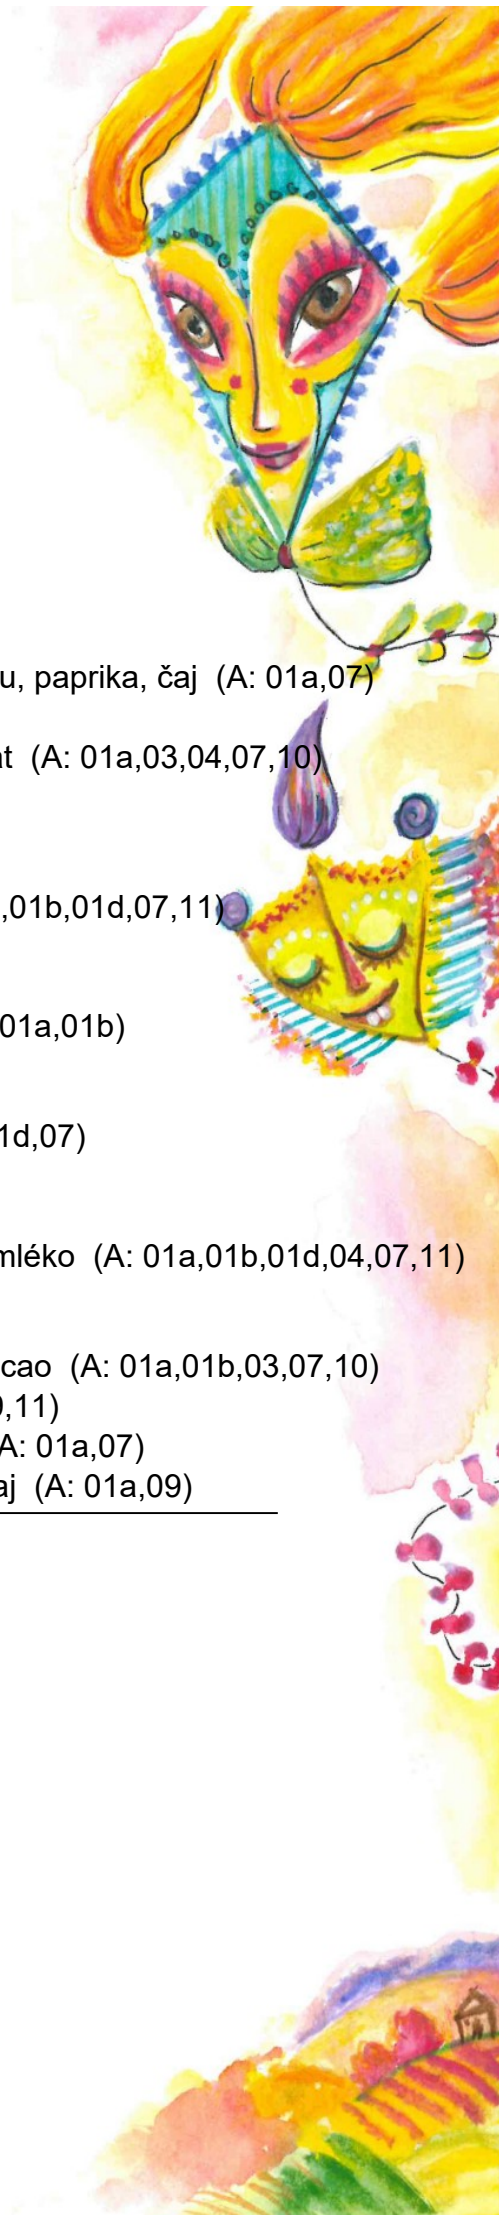 u, paprika, čaj (A: 01a,07)
at (A: 01a,03,04,07,10)
,01b,01d,07,11)
01a,01b)
1d,07)
mléko (A: 01a,01b,01d,04,07,11)
cao (A: 01a,01b,03,07,10)
,11)
A: 01a,07)
aj (A: 01a,09)